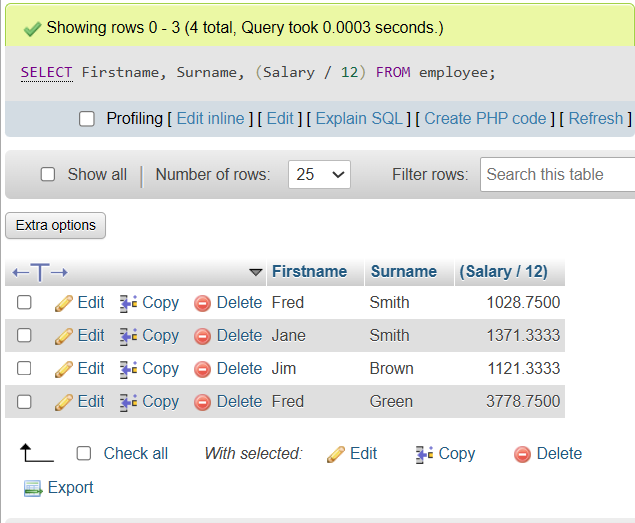 Showing rows 0 - 3 (4 total, Query took 0.0003 seconds.)
SELECT Firstname, Surname, (Salary / 12) FROM employee;
Profiling [ Edit inline ] [ Edit ] [ Explain SQL ] [ Create PHP code ] [ Refresh ]
Show all Number of rows: 25 Filter rows: Search this table
Extra options
←T→ Firstname Surname (Salary / 12)
Edit Copy Delete Fred Smith 1028.7500
Edit Copy Delete Jane Smith 1371.3333
Edit Copy Delete Jim Brown 1121.3333
Edit Copy Delete Fred Green 3778.7500
Check all With selected: Edit Copy Delete
Export